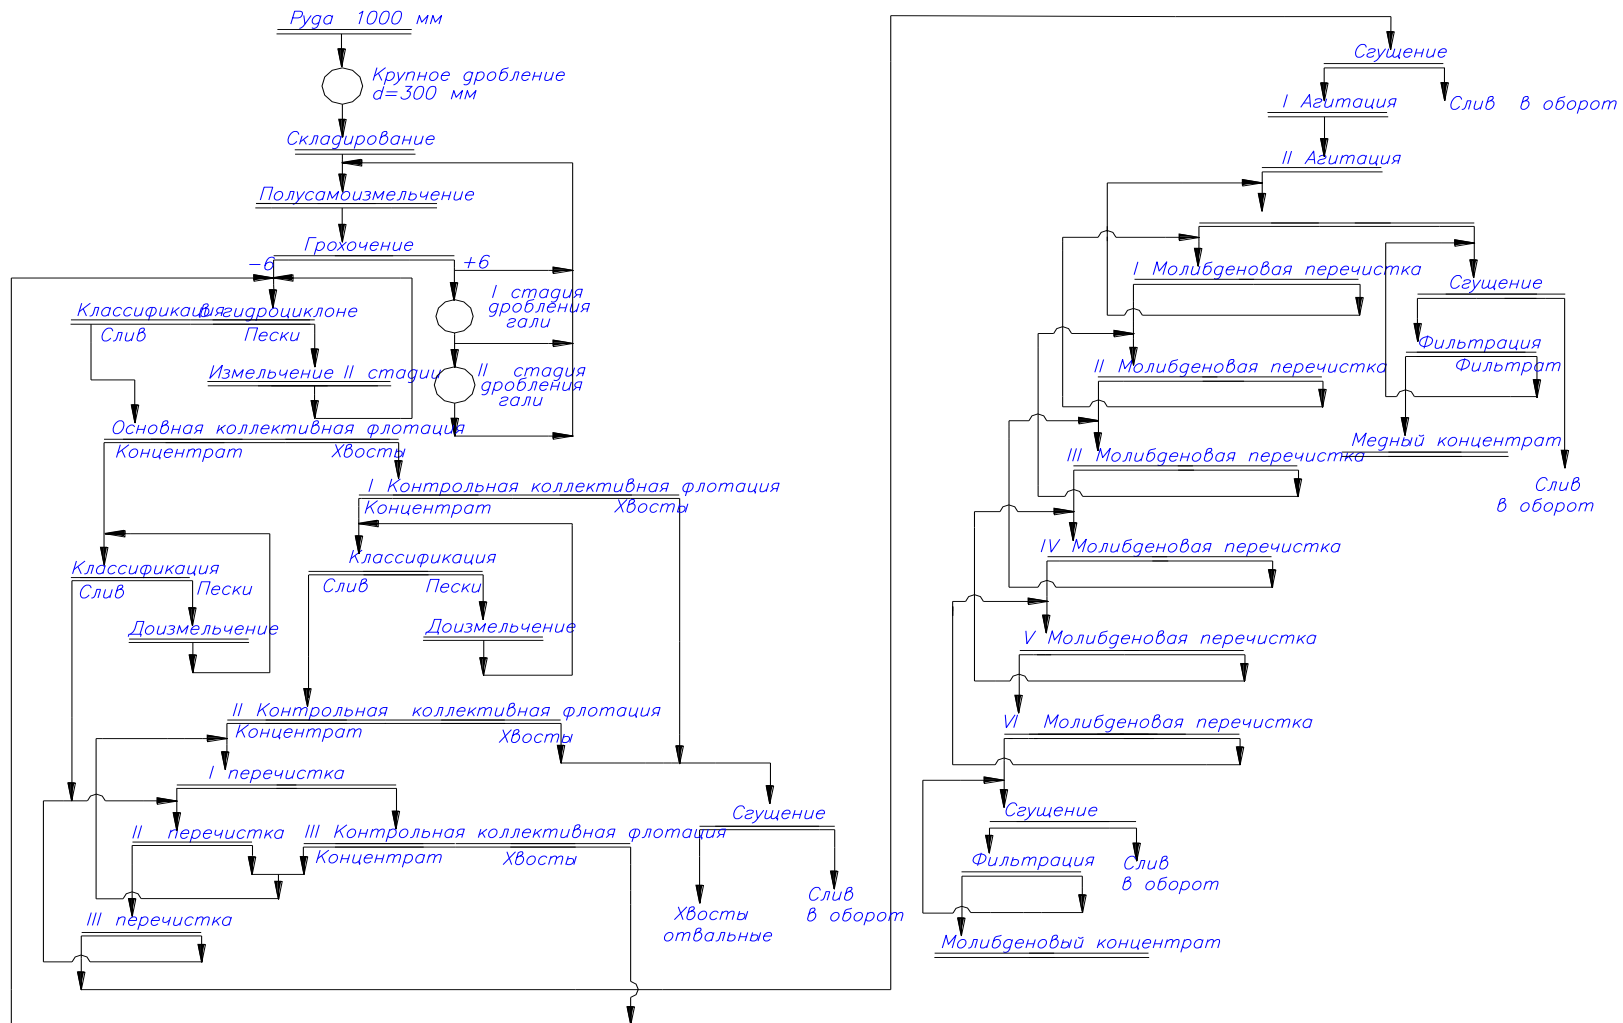 Руда 1000 мм
Крупное дробление
d=300 мм
Складирование
Полусамоизмельчение
Грохочение
-6
+6
I стадия
дробления
гали
Классификация в гидроциклоне
Слив
Пески
Измельчение II стадии
II стадия
дробления
гали
Основная коллективная флотация
Концентрат
Хвосты
I Контрольная коллективная флотация
Концентрат
Хвосты
Классификация
Слив
Пески
Доизмельчение
Классификация
Слив
Пески
Доизмельчение
II Контрольная коллективная флотация
Концентрат
Хвосты
I перечистка
II перечистка
III Контрольная коллективная флотация
Концентрат
Хвосты
III перечистка
Сгущение
Хвосты
отвальные
Слив
в оборот
Сгущение
Слив в оборот
I Агитация
II Агитация
I Молибденовая перечистка
Сгущение
Фильтрация
Фильтрат
Медный концентрат
Слив
в оборот
II Молибденовая перечистка
III Молибденовая перечистка
IV Молибденовая перечистка
V Молибденовая перечистка
VI Молибденовая перечистка
Сгущение
Фильтрация
Слив
в оборот
Молибденовый концентрат